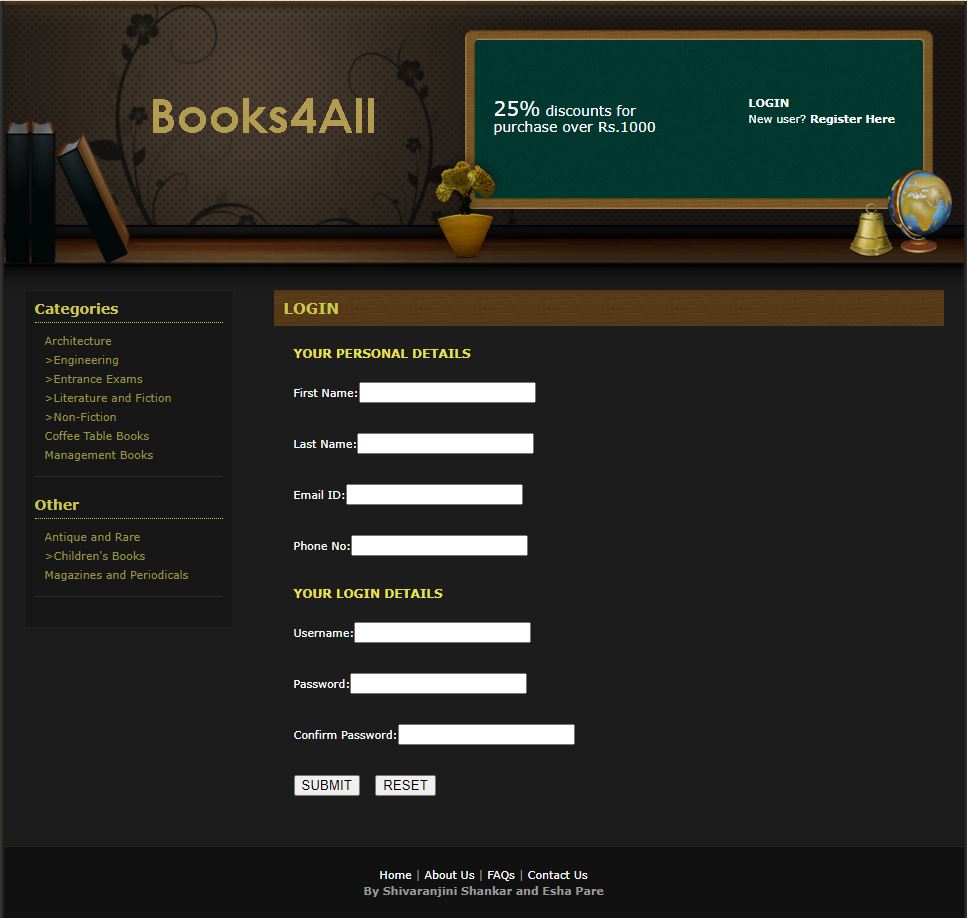 Books4All
25% discounts for
purchase over Rs.1000
LOGIN
New user? Register Here
Categories
Architecture
>Engineering
>Entrance Exams
>Literature and Fiction
>Non-Fiction
Coffee Table Books
Management Books
Other
Antique and Rare
>Children's Books
Magazines and Periodicals
LOGIN
YOUR PERSONAL DETAILS
First Name:
Last Name:
Email ID:
Phone No:
YOUR LOGIN DETAILS
Username:
Password:
Confirm Password:
SUBMIT RESET
Home | About Us | FAQs | Contact Us
By Shivaranjini Shankar and Esha Pare